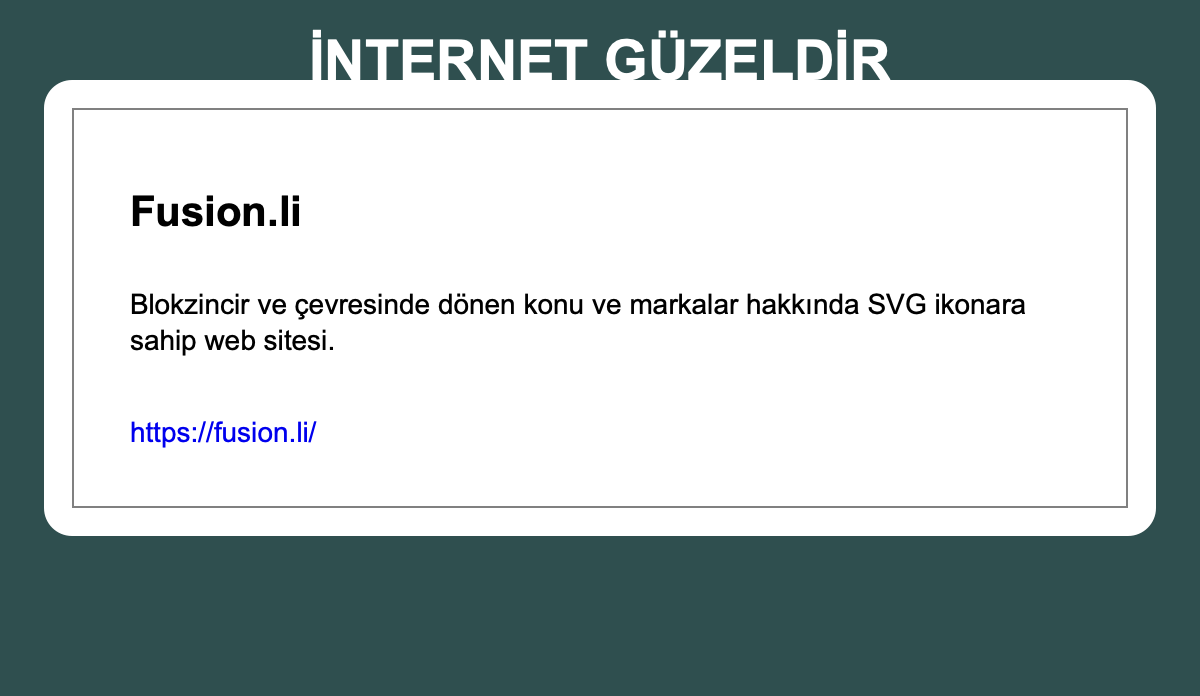 İNTERNET GÜZELDİR
Fusion.li
Blokzincir ve çevresinde dönen konu ve markalar hakkında SVG ikonara
sahip web sitesi.
https://fusion.li/